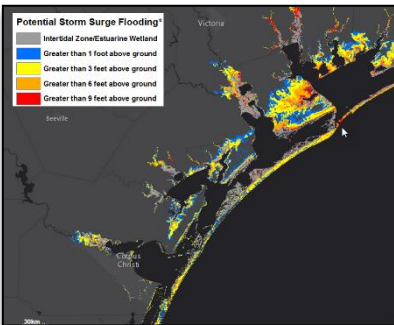 Potential Storm Surge Flooding*
Intertidal Zone/Estuarine Wetland
Greater than 1 foot above ground
Greater than 3 feet above ground
Greater than 6 feet above ground
Greater than 9 feet above ground
Victoria
Beeville
Corpus
Christi
30km